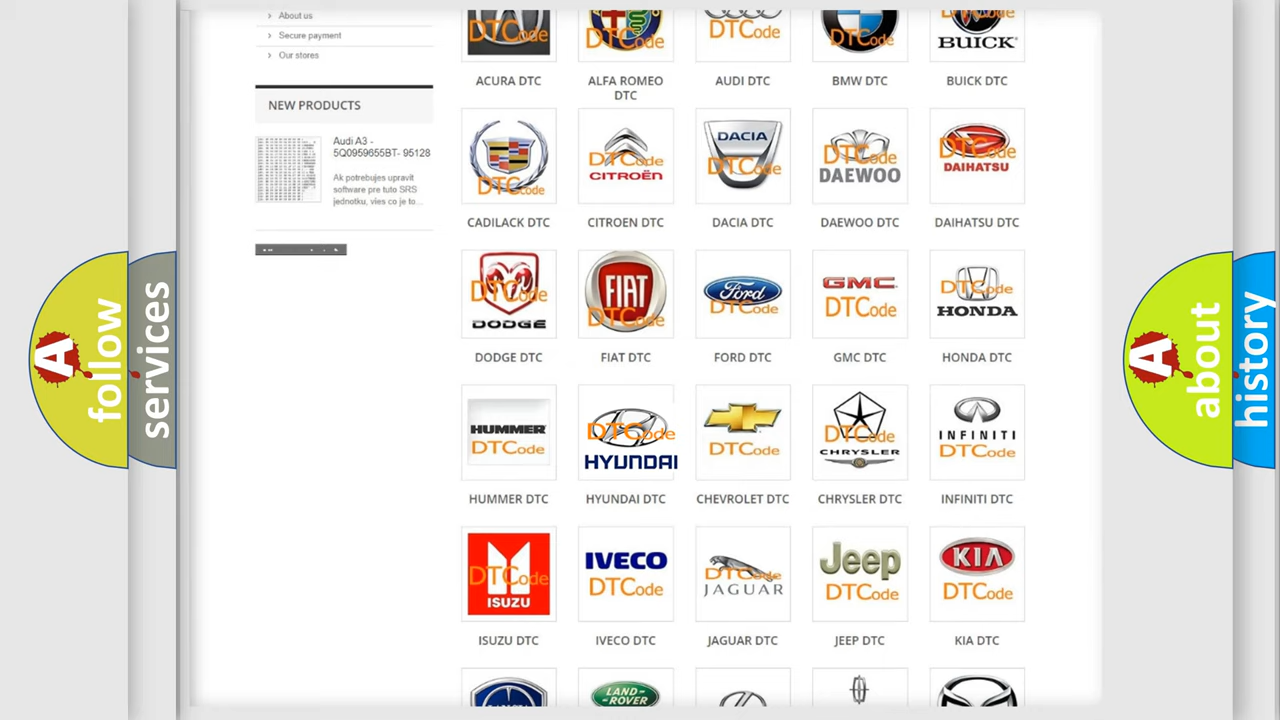 About us
Secure payment
Our stores
NEW PRODUCTS
Audi A3 -
5Q0959655BT- 95128
Ak potrebujes upravit
software pre tuto SRS
jednotku, vies co je to...
DTCode
DTCode
DTCode
DTCode
BUICK
ACURA DTC
ALFA ROMEO
DTC
AUDI DTC
BMW DTC
BUICK DTC
DTCode
DTCode
CITROËN
DACIA
DTCode
DTCode
DAEWOO
DTCode
DAIHATSU
CADILACK DTC
CITROEN DTC
DACIA DTC
DAEWOO DTC
DAIHATSU DTC
DTCode
DODGE
FIAT
DTCode
Ford
DTCode
GMC
DTCode
DTCode
HONDA
DODGE DTC
FIAT DTC
FORD DTC
GMC DTC
HONDA DTC
HUMMER
DTCode
DTCode
HYUNDAI
DTCode
DTCode
CHRYSLER
INFINITI
DTCode
HUMMER DTC
HYUNDAI DTC
CHEVROLET DTC
CHRYSLER DTC
INFINITI DTC
DTCode
ISUZU
IVECO
DTCode
DTCode
JAGUAR
Jeep
DTCode
KIA
DTCode
ISUZU DTC
IVECO DTC
JAGUAR DTC
JEEP DTC
KIA DTC
LAND-
ROVER
A
follow
services
A
about
history